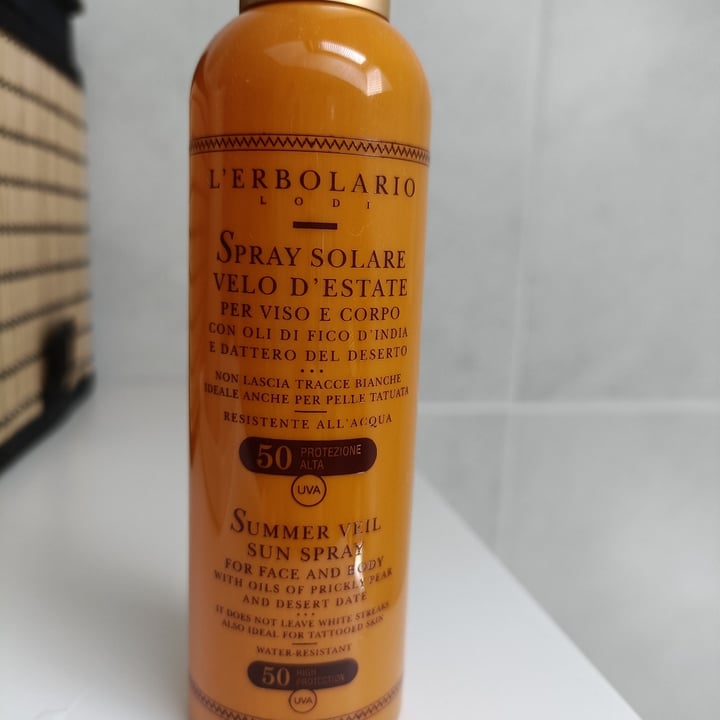 L'ERBOLARIO
LODI
SPRAY SOLARE
VELO D'ESTATE
PER VISO E CORPO
CON OLI DI FICO D'INDIA
E DATTERO DEL DESERTO
NON LASCIA TRACCE BIANCHE
IDEALE ANCHE PER PELLE TATUATA
RESISTENTE ALL'ACQUA
50 PROTEZIONE
ALTA
UVA
SUMMER VEIL
SUN SPRAY
FOR FACE AND BODY
WITH OILS OF PRICKLY PEAR
AND DESERT DATE
IT DOES NOT LEAVE WHITE STREAKS
ALSO IDEAL FOR TATTOOED SKIN
WATER-RESISTANT
50 HIGH
PROTECTION
UVA